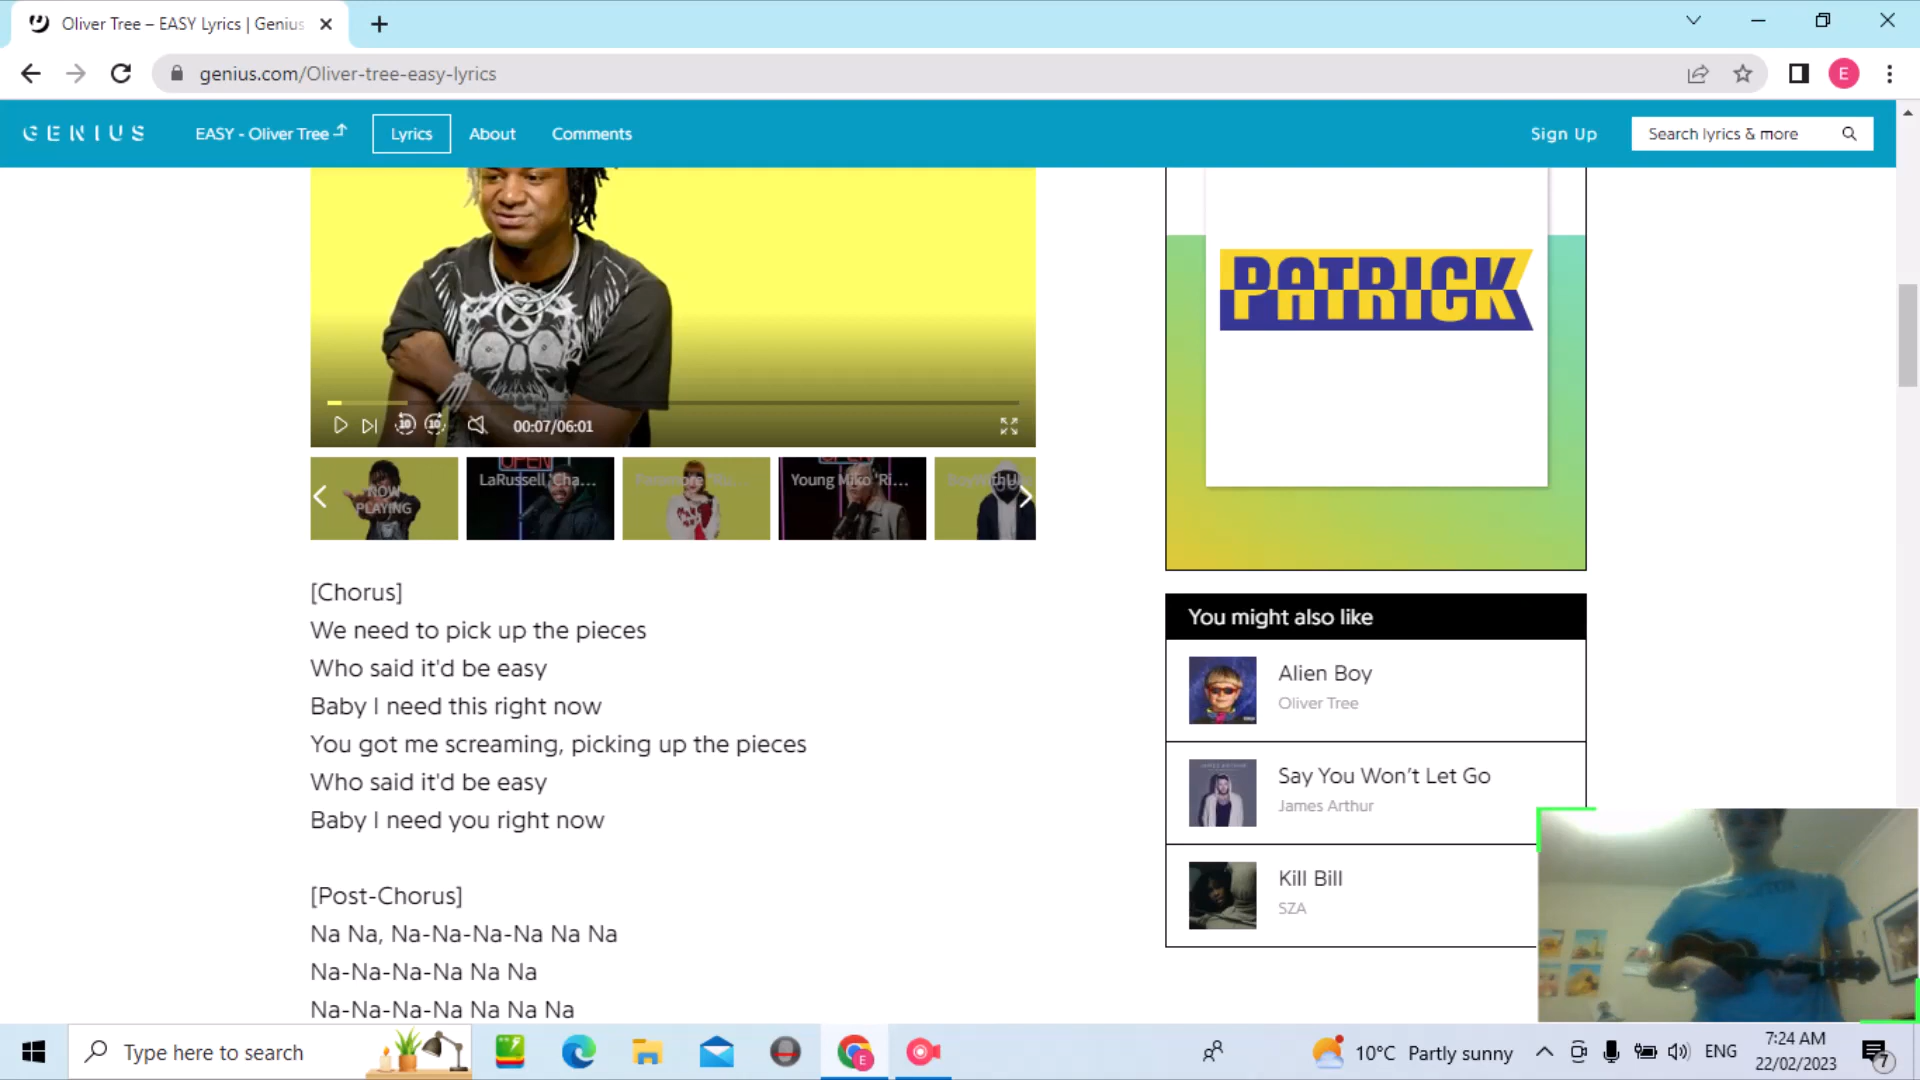 Oliver Tree – EASY Lyrics | Genius
genius.com/Oliver-tree-easy-lyrics
E
GENIUS
EASY - Oliver Tree
Lyrics
About
Comments
Sign Up
Search lyrics & more
PATRICK
10
10
00:07/06:01
NOW
PLAYING
OPEN
LaRussell 'Cha...
Young Miko 'Ri...
[Chorus]
We need to pick up the pieces
Who said it'd be easy
Baby I need this right now
You got me screaming, picking up the pieces
Who said it'd be easy
Baby I need you right now
[Post-Chorus]
Na Na, Na-Na-Na-Na Na Na
Na-Na-Na-Na Na Na
Na-Na-Na-Na Na Na Na
You might also like
Alien Boy
Oliver Tree
Say You Won't Let Go
James Arthur
Kill Bill
SZA
Type here to search
E
10°C Partly sunny
ENG
7:24 AM
22/02/2023
7